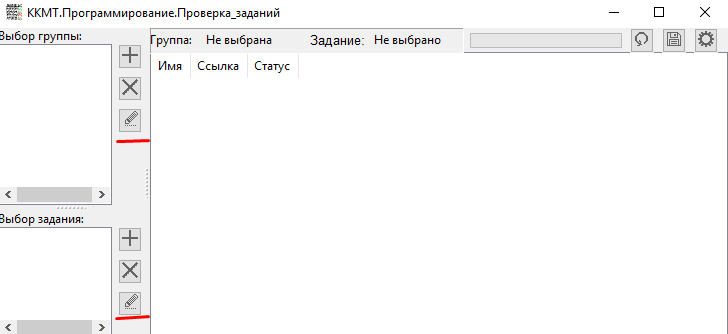 ККМТ.Программирование.Проверка_заданий
Выбор группы:
Группа: Не выбрана Задание: Не выбрано
Имя Ссылка Статус
Выбор задания: